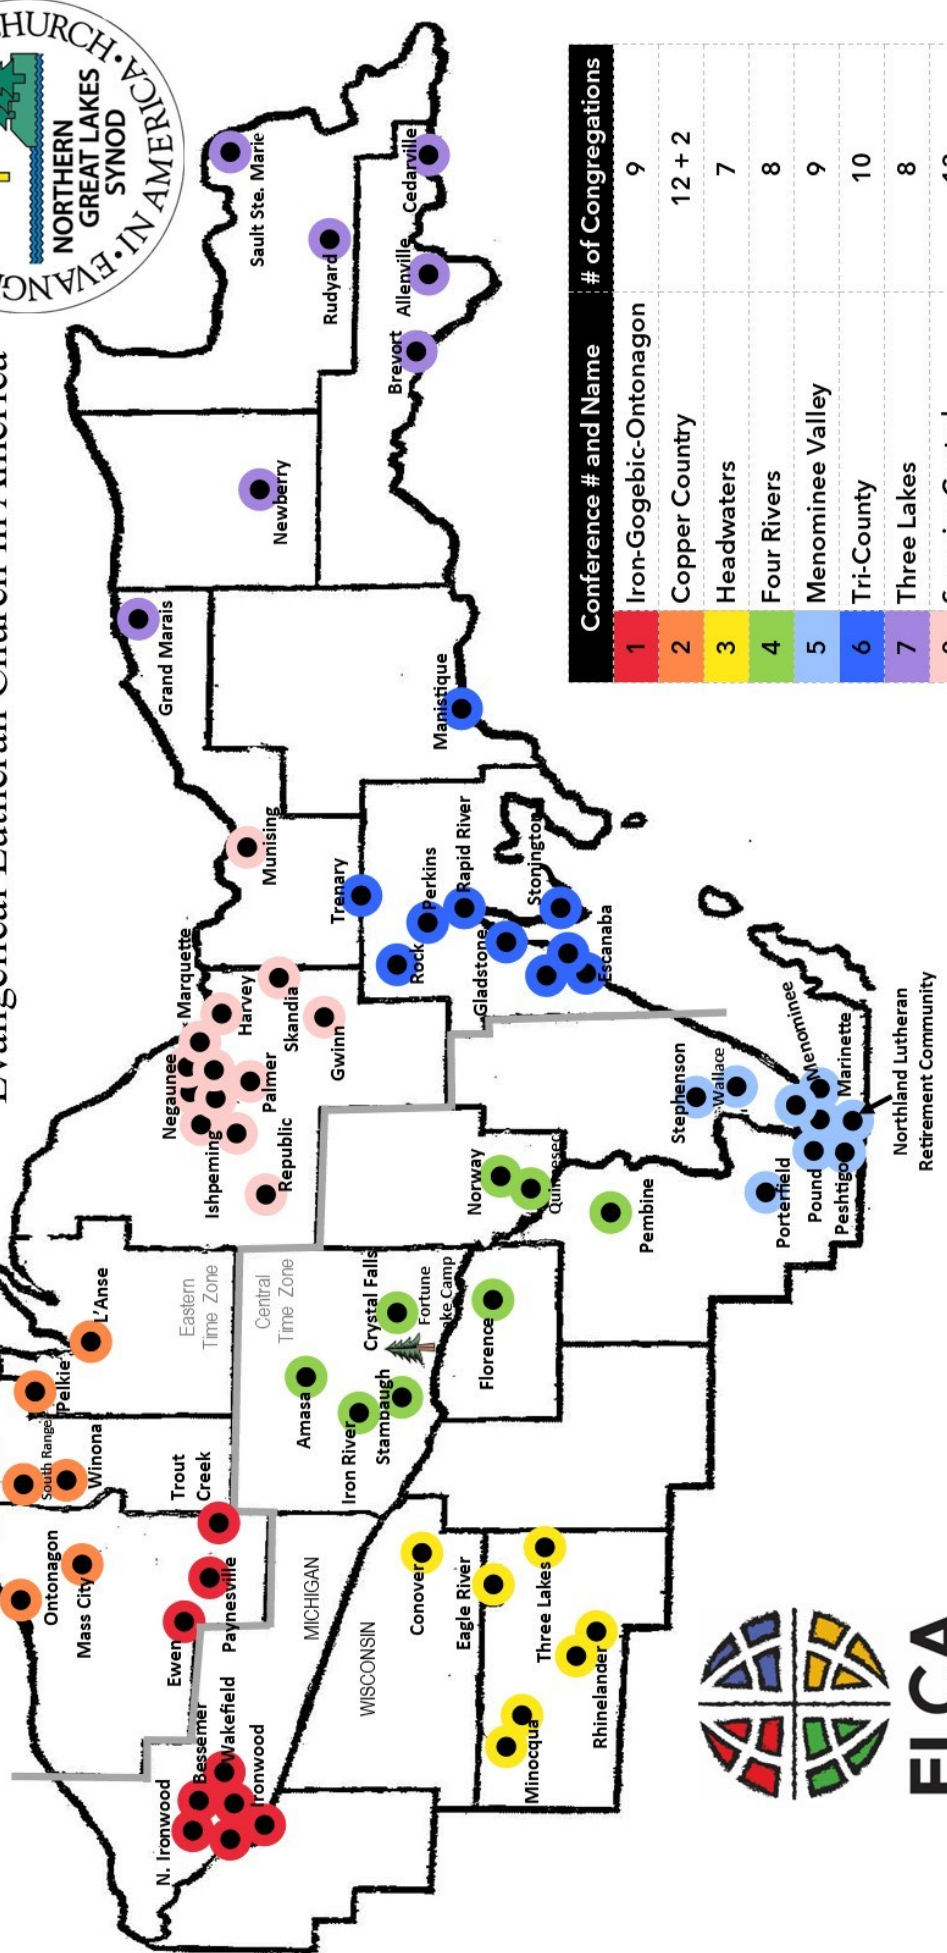 Evangelical Lutheran Church in America
CHURCH • IN AMERICA • EVANG
NORTHERN
GREAT LAKES
SYNOD
Ontonagon
Mass City
South Range
Winona
Pelkie
L'Anse
Trout
Creek
Ewen
Paynesville
N. Ironwood
Bessemer
Wakefield
Ironwood
Eastern
Time Zone
Central
Time Zone
MICHIGAN
WISCONSIN
Amasa
Crystal Falls
Fortune
ke Camp
Iron River
Stambaugh
Florence
Norway
Pembine
Conover
Eagle River
Three Lakes
Minocqua
Rhinelander
Negaunee
Marquette
Ishpeming
Palmer
Republic
Harvey
Skandia
Gwinn
Munising
Trenary
Rock
Perkins
Rapid River
Gladstone
Stonington
Escanaba
Manistique
Stephenson
Wallace
Menominee
Marinette
Porterfield
Pound
Peshtigo
Northland Lutheran
Retirement Community
Grand Marais
Newberry
Sault Ste. Marie
Rudyard
Brevort
Allenville
Cedarville
Conference # and Name # of Congregations
1 Iron-Gogebic-Ontonagon 9
2 Copper Country 12 + 2
3 Headwaters 7
4 Four Rivers 8
5 Menominee Valley 9
6 Tri-County 10
7 Three Lakes 8
ELCA